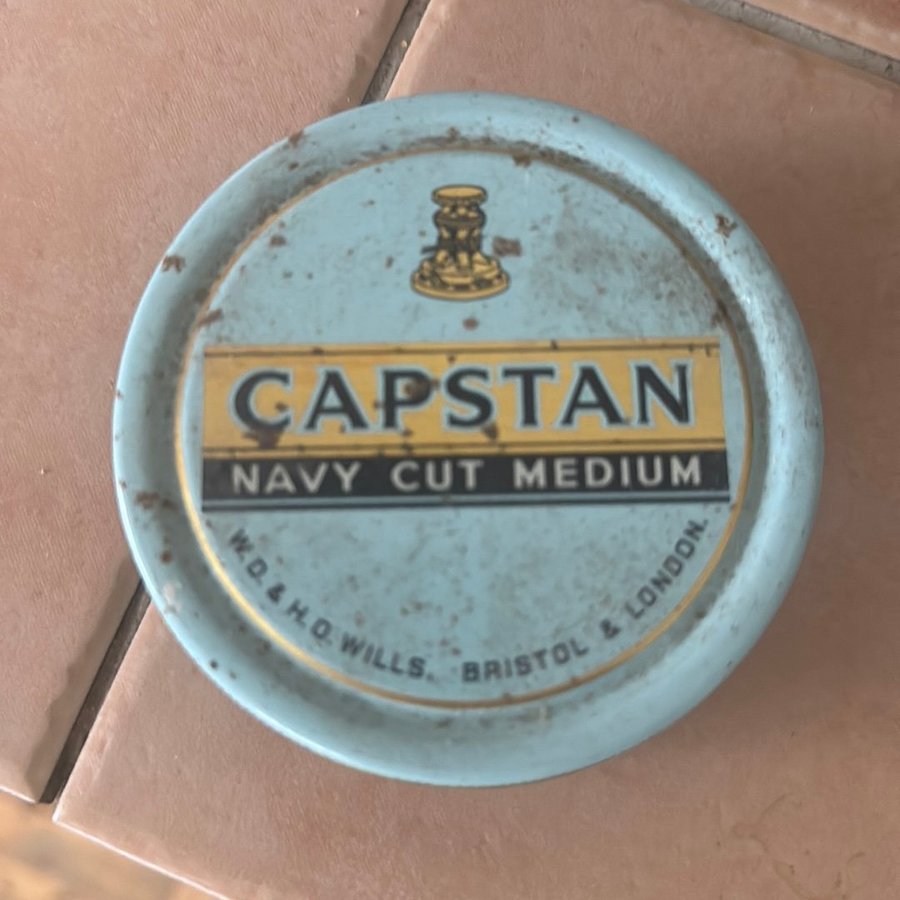 CAPSTAN
NAVY CUT MEDIUM
W. D. & H. O. WILLS. BRISTOL & LONDON.